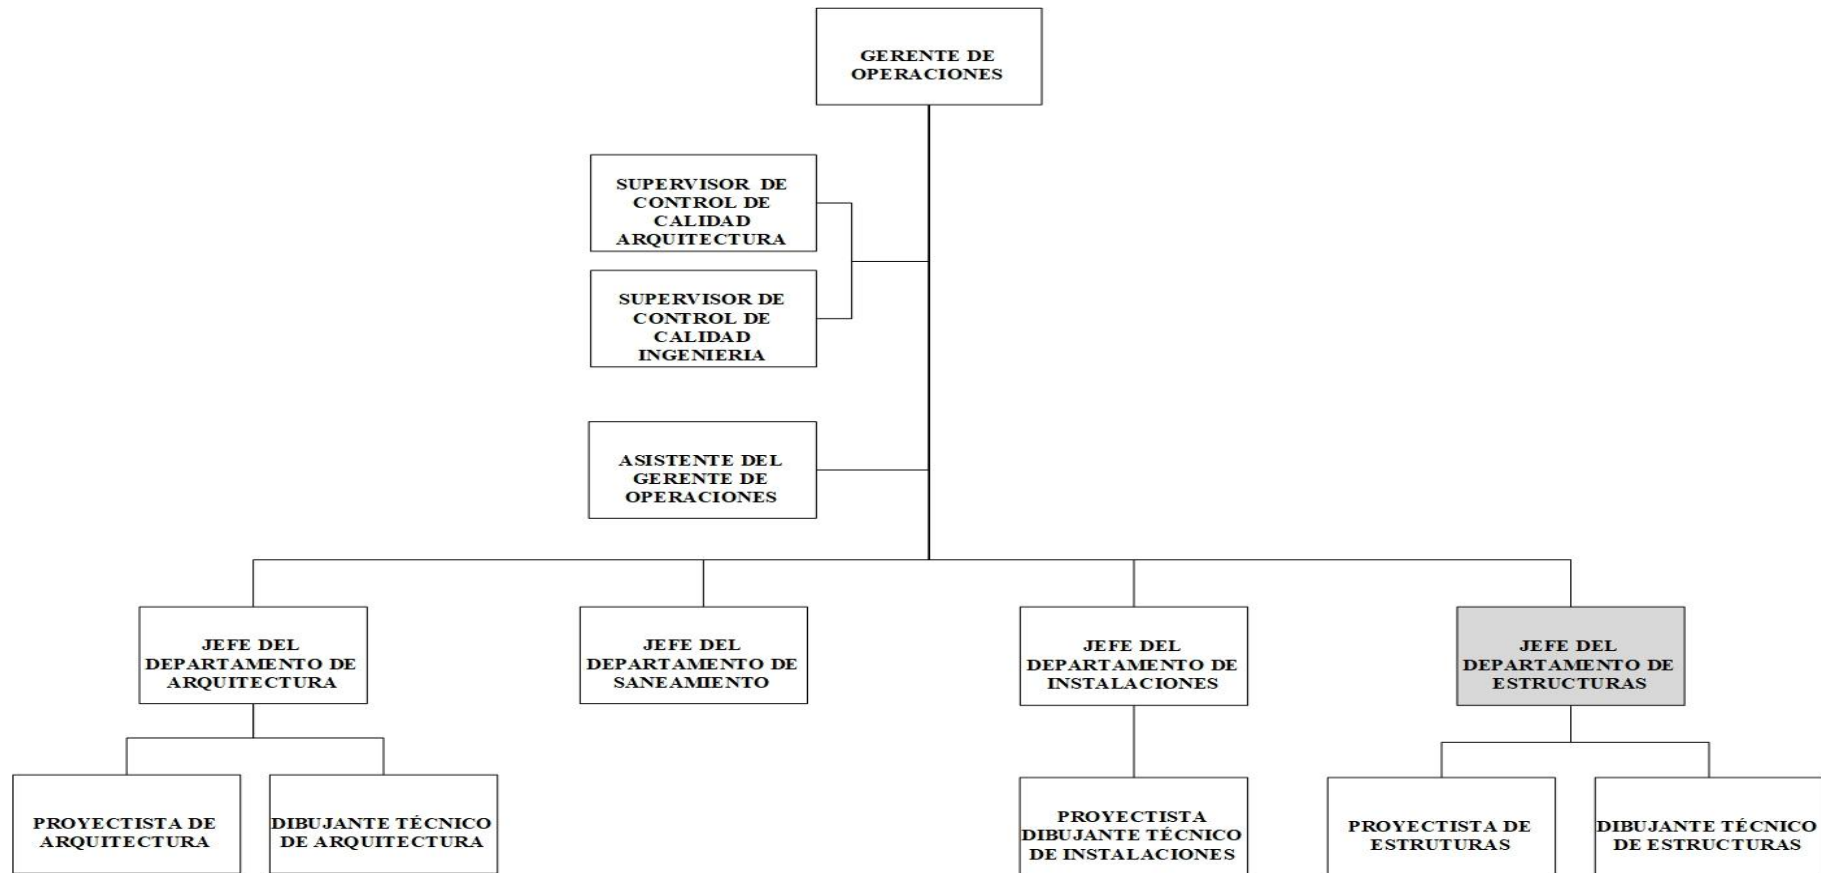 GERENTE DE
OPERACIONES
SUPERVISOR DE
CONTROL DE
CALIDAD
ARQUITECTURA
SUPERVISOR DE
CONTROL DE
CALIDAD
INGENIERIA
ASISTENTE DEL
GERENTE DE
OPERACIONES
JEFE DEL
DEPARTAMENTO DE
ARQUITECTURA
JEFE DEL
DEPARTAMENTO DE
SANEAMIENTO
JEFE DEL
DEPARTAMENTO DE
INSTALACIONES
JEFE DEL
DEPARTAMENTO DE
ESTRUCTURAS
PROYECTISTA DE
ARQUITECTURA
DIBUJANTE TÉCNICO
DE ARQUITECTURA
PROYECTISTA
DIBUJANTE TÉCNICO
DE INSTALACIONES
PROYECTISTA DE
ESTRUTURAS
DIBUJANTE TÉCNICO
DE ESTRUCTURAS